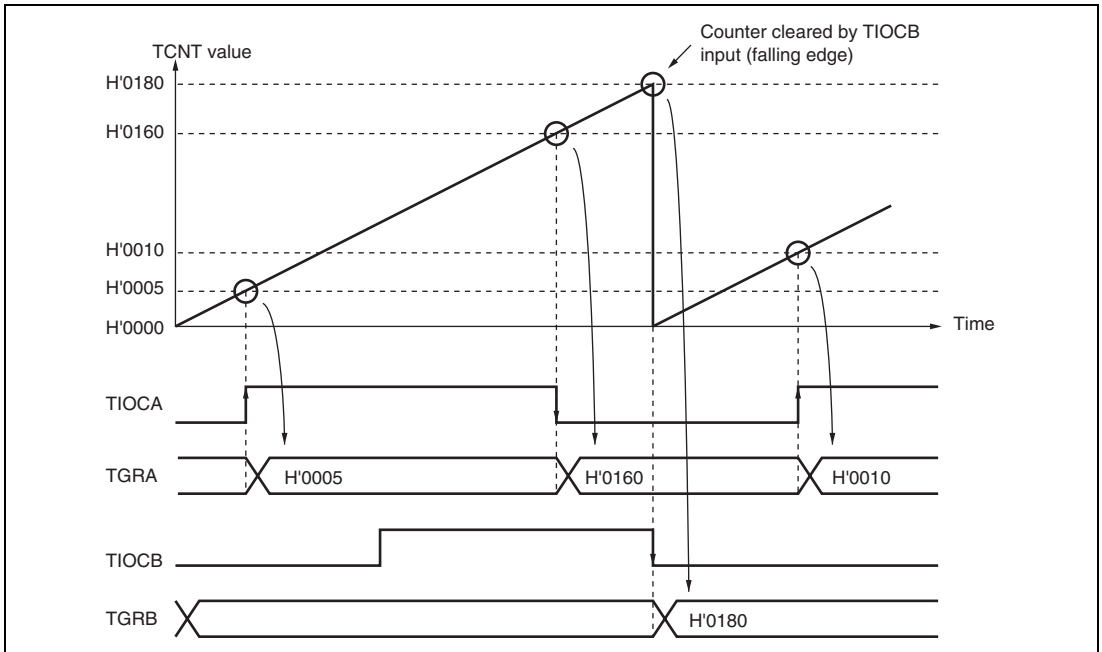 Counter cleared by TIOCB
input (falling edge)
TCNT value
H'0180
H'0160
H'0010
H'0005
H'0000
Time
TIOCA
TGRA
H'0005
H'0160
H'0010
TIOCB
TGRB
H'0180